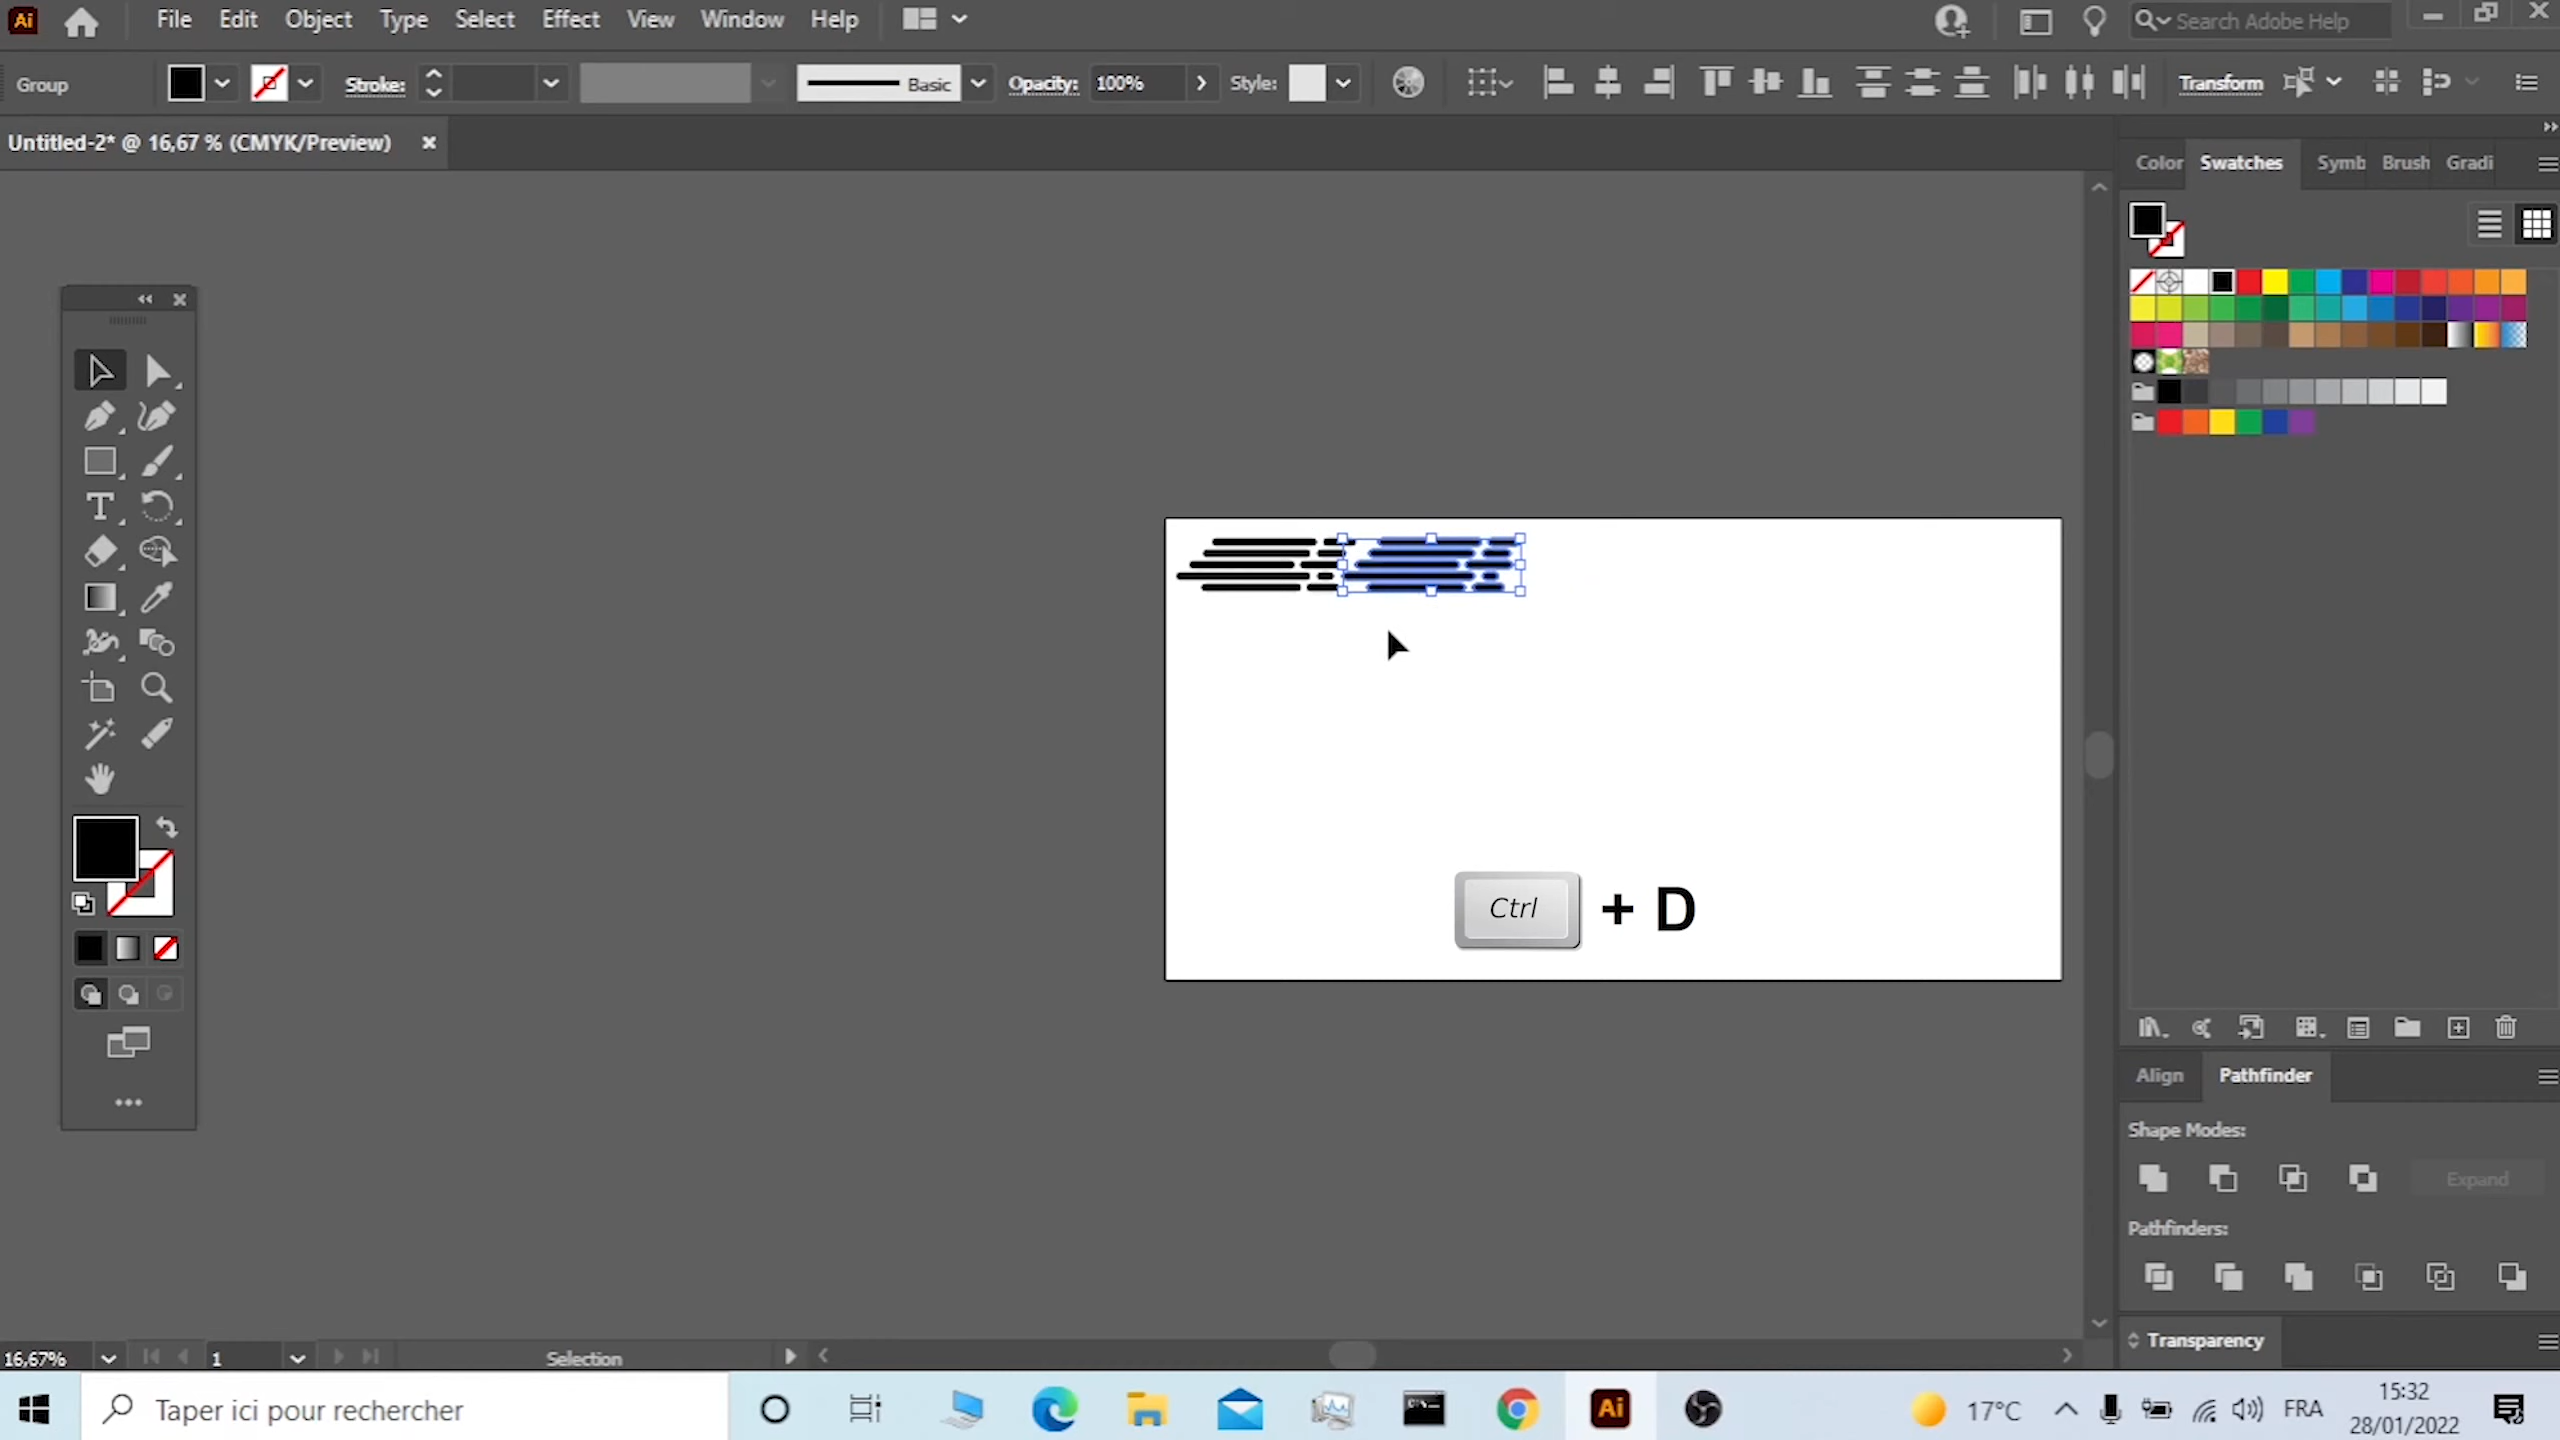 Ai File Edit Object Type Select Effect View Window Help Search Adobe Help
Group Stroke: Basic Opacity: 100% Style: Transform
Untitled-2* @ 16,67 % (CMYK/Preview)
Color Swatches Symb Brush Gradi
Ctrl + D
Align Pathfinder
Shape Modes:
Expand
Pathfinders:
Transparency
16,67% 1 Selection
Taper ici pour rechercher
Ai
17°C
FRA
15:32
28/01/2022